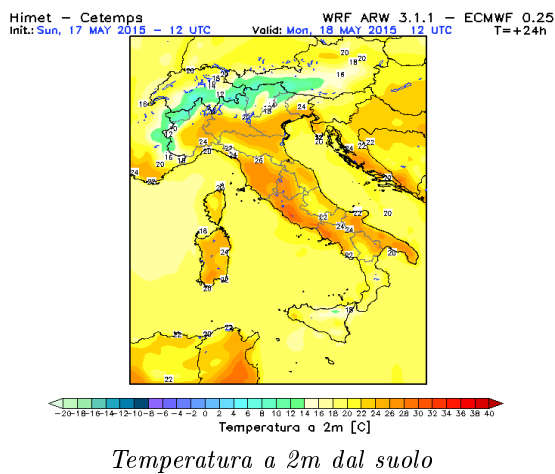 Himet – Cetemps WRF ARW 3.1.1 – ECMWF 0.25
Init.: Sun, 17 MAY 2015 – 12 UTC Valid: Mon, 18 MAY 2015 12 UTC T=+24h
-20 -18 -16 -14 -12 -10 -8 -6 -4 -2 0 2 4 6 8 10 12 14 16 18 20 22 24 26 28 30 32 34 36 38 40
Temperatura a 2m [C]
Temperatura a 2m dal suolo